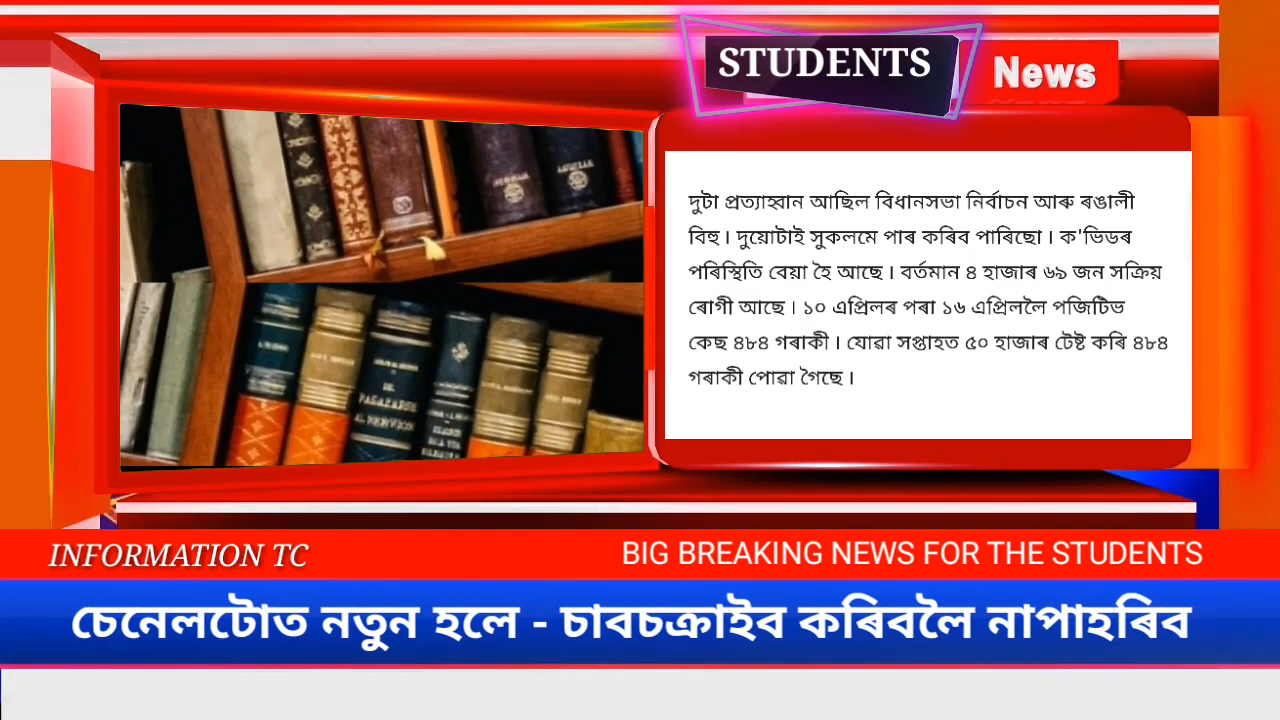 STUDENTS
News
দুটা প্ৰত্যাহ্বান আছিল বিধানসভা নিৰ্বাচন আৰু ৰঙালী
বিহু । দুয়োটাই সুকলমে পাৰ কৰিব পাৰিছো । ক'ভিডৰ
পৰিস্থিতি বেয়া হৈ আছে । বৰ্তমান ৪ হাজাৰ ৬৯ জন সক্ৰিয়
ৰোগী আছে । ১০ এপ্ৰিলৰ পৰা ১৬ এপ্ৰিললৈ পজিটিভ
কেছ ৪৮৪ গৰাকী । যোৱা সপ্তাহত ৫০ হাজাৰ টেষ্ট কৰি ৪৮৪
গৰাকী পোৱা গৈছে ।
INFORMATION TC
BIG BREAKING NEWS FOR THE STUDENTS
চেনেলটোত নতুন হলে - চাবচক্ৰাইব কৰিবলৈ নাপাহৰিব